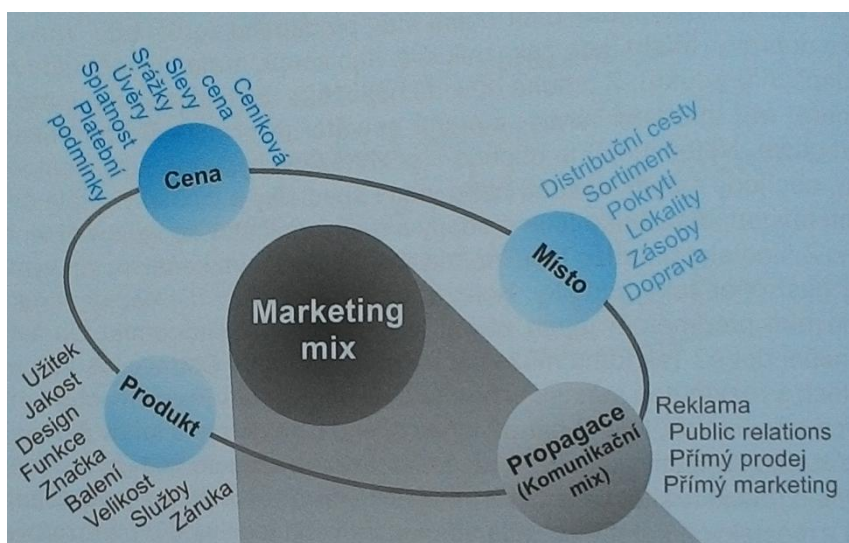 Ceníková
cena
Slevy
Srážky
Úvěry
Splatnost
Platební
podmínky
Cena
Distribuční cesty
Sortiment
Pokrytí
Lokality
Zásoby
Doprava
Místo
Marketing
mix
Užitek
Jakost
Design
Funkce
Značka
Balení
Velikost
Služby
Záruka
Produkt
Propagace
(Komunikační
mix)
Reklama
Public relations
Přímý prodej
Přímý marketing